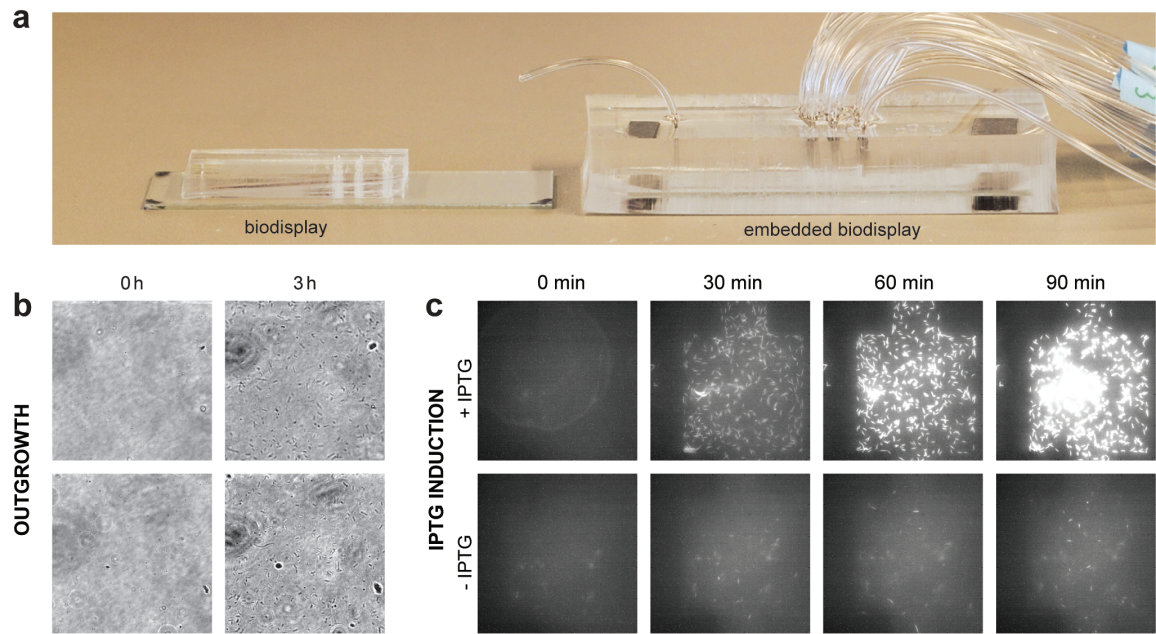 a
biodisplay
embedded biodisplay
b
0 h
3 h
OUTGROWTH
c
0 min
30 min
60 min
90 min
+ IPTG
- IPTG
IPTG INDUCTION